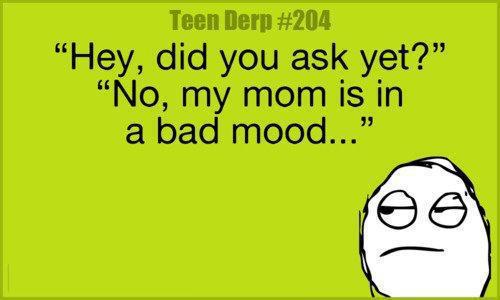 Teen Derp #204
“Hey, did you ask yet?”
“No, my mom is in
a bad mood...”